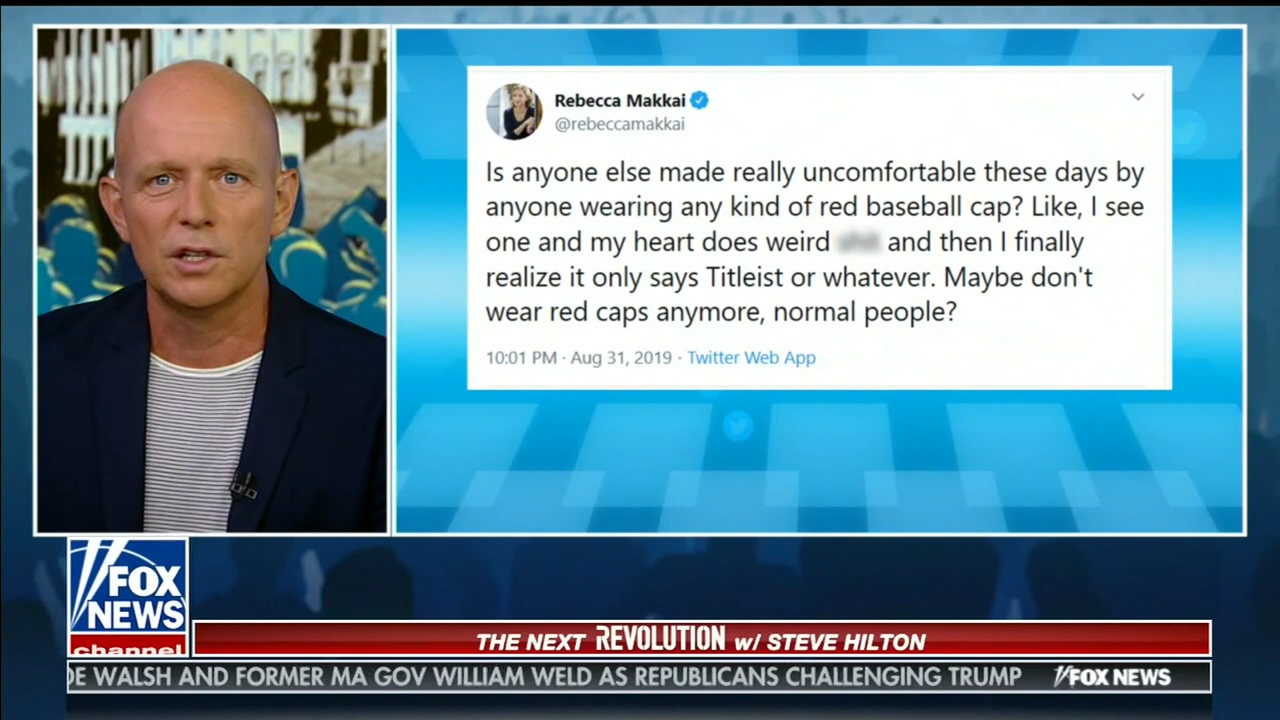 Rebecca Makkai
@rebeccamakkai
Is anyone else made really uncomfortable these days by
anyone wearing any kind of red baseball cap? Like, I see
one and my heart does weird and then I finally
realize it only says Titleist or whatever. Maybe don't
wear red caps anymore, normal people?
10:01 PM · Aug 31, 2019 · Twitter Web App
FOX
NEWS
channel
THE NEXT REVOLUTION w/ STEVE HILTON
WALSH AND FORMER MA GOV WILLIAM WELD AS REPUBLICANS CHALLENGING TRUMP
FOX NEWS